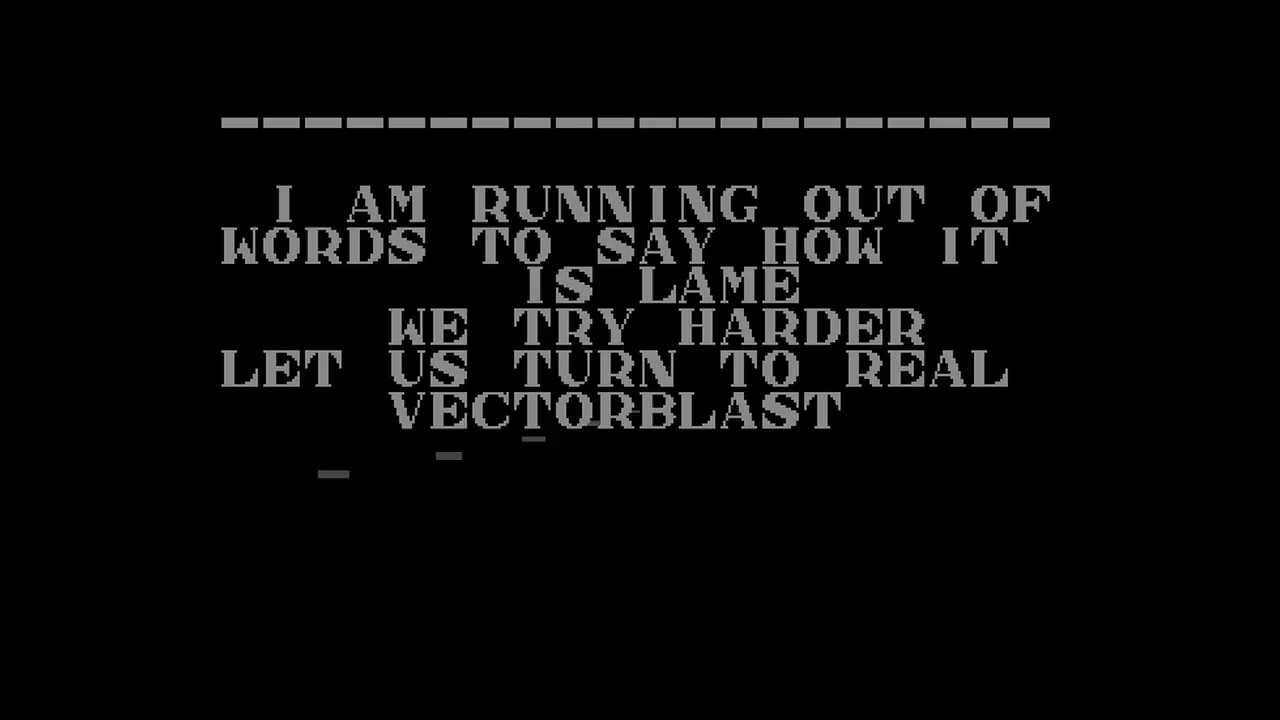 I AM RUNNING OUT OF
WORDS TO SAY HOW IT
IS LAME
WE TRY HARDER
LET US TURN TO REAL
VECTORBLAST